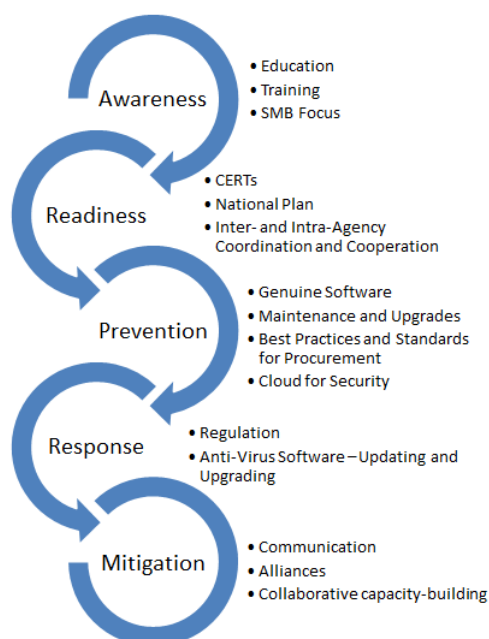 Awareness
• Education
• Training
• SMB Focus
Readiness
• CERTs
• National Plan
• Inter- and Intra-Agency
Coordination and Cooperation
Prevention
• Genuine Software
• Maintenance and Upgrades
• Best Practices and Standards
for Procurement
• Cloud for Security
Response
• Regulation
• Anti-Virus Software – Updating and
Upgrading
Mitigation
• Communication
• Alliances
• Collaborative capacity-building